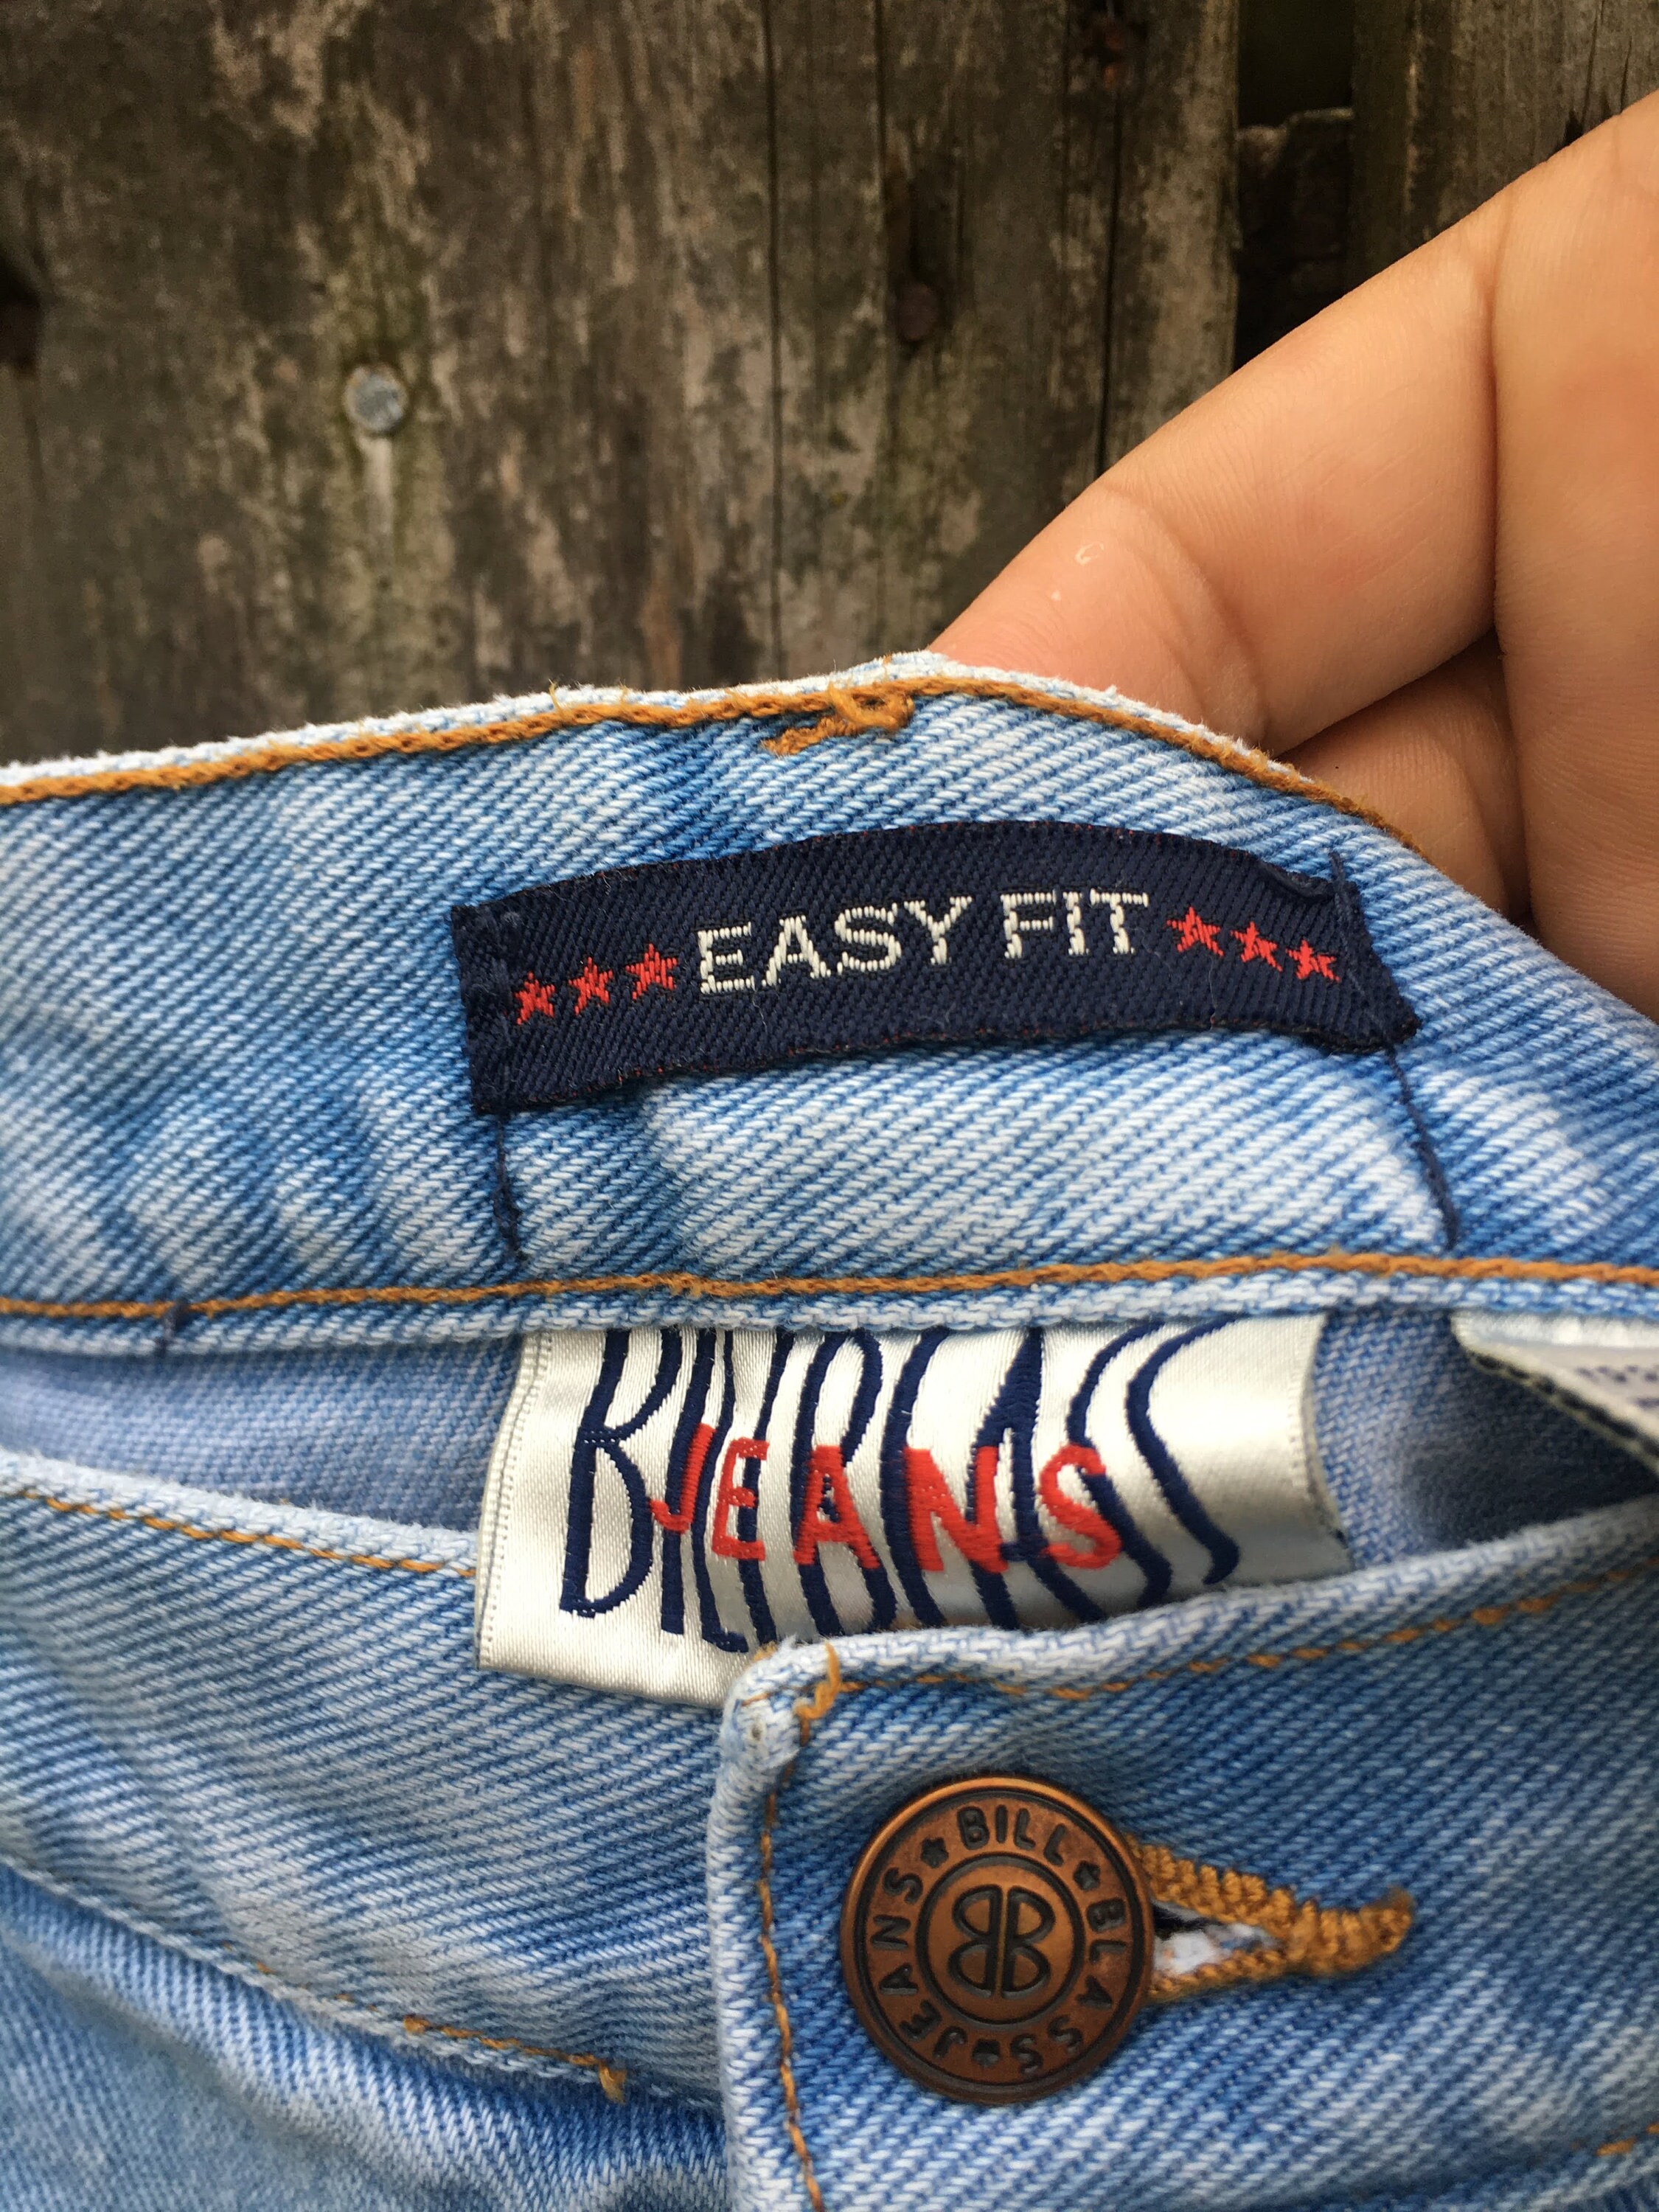 EASY FIT
BILL BLASS
JEANS
BILL BLASS JEANS
BB